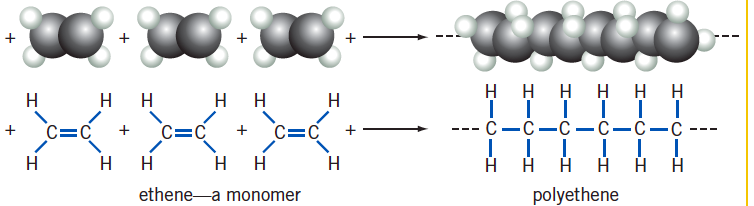 + + + +
H H H H H H H H H H H H
+ C=C + C=C + C=C + C—C—C—C—C—C
H H H H H H H H H H H H
ethene—a monomer polyethene